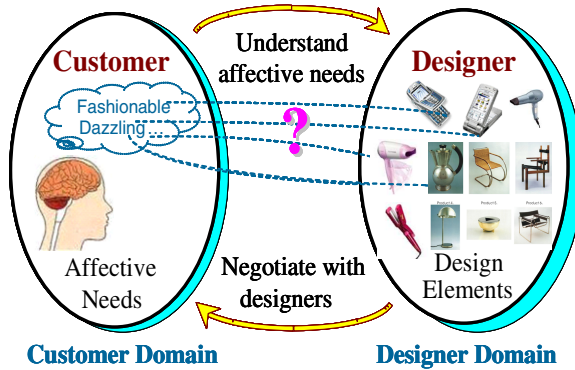 Customer
Fashionable
Dazzling ...
Affective
Needs
Understand
affective needs
?
Negotiate with
designers
Designer
Design
Elements
Customer Domain
Designer Domain